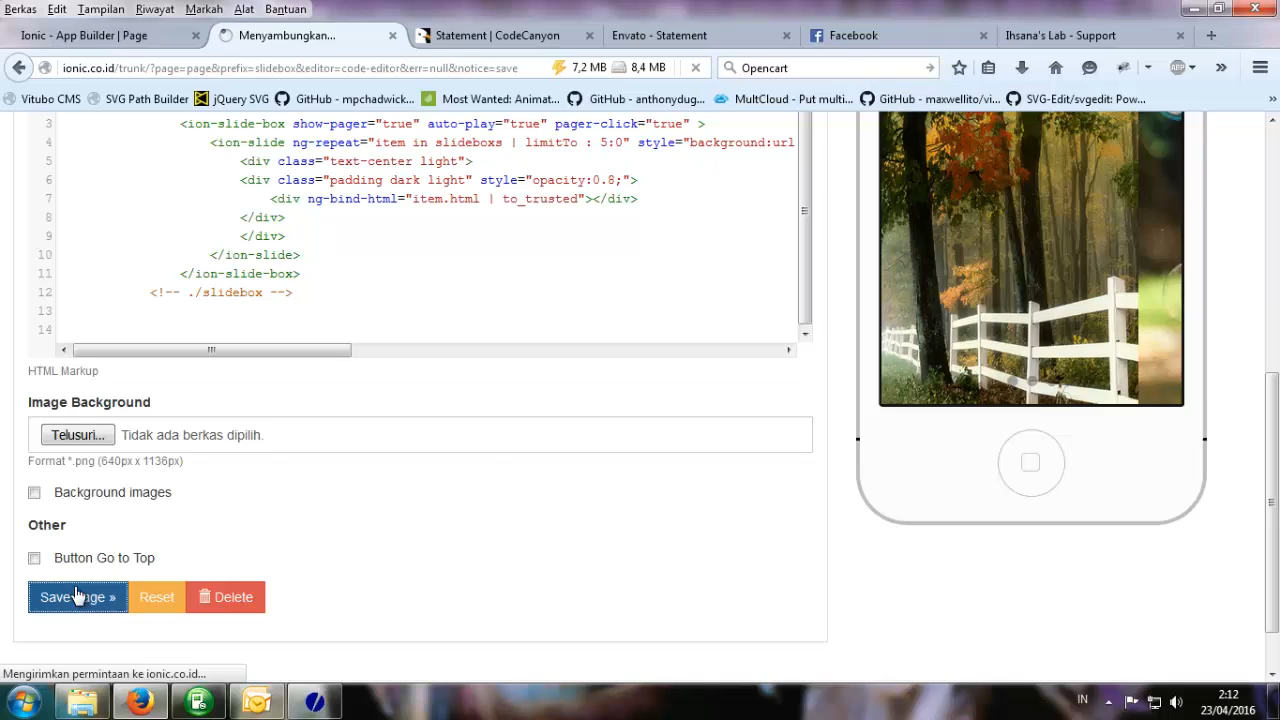 Berkas Edit Tampilan Riwayat Markah Alat Bantuan
Ionic - App Builder | Page × Menyambungkan... × Statement | CodeCanyon × Envato - Statement × Facebook × Ihsana's Lab - Support × +
ionic.co.id/trunk/?page=page&prefix=slidebox&editor=code-editor&err=null&notice=save 7,2 MB 8,4 MB × Opencart ABP
Vitubo CMS SVG Path Builder jQuery SVG GitHub - mpchadwick,... Most Wanted: Animat... GitHub - anthonydug... MultCloud - Put multi... GitHub - maxwellito/vi... SVG-Edit/svgedit: Pow...
3 <ion-slide-box show-pager="true" auto-play="true" pager-click="true" >
4 <ion-slide ng-repeat="item in slideboxs | limitTo : 5:0" style="background:url
5 <div class="text-center light">
6 <div class="padding dark light" style="opacity:0.8;">
7 <div ng-bind-html="item.html | to_trusted"></div>
8 </div>
9 </div>
10 </ion-slide>
11 </ion-slide-box>
12 <!-- ./slidebox -->
13
14
HTML Markup
Image Background
Telusuri... Tidak ada berkas dipilih.
Format *.png (640px x 1136px)
Background images
Other
Button Go to Top
Save Page » Reset Delete
Mengirimkan permintaan ke ionic.co.id...
IN 2:12
23/04/2016